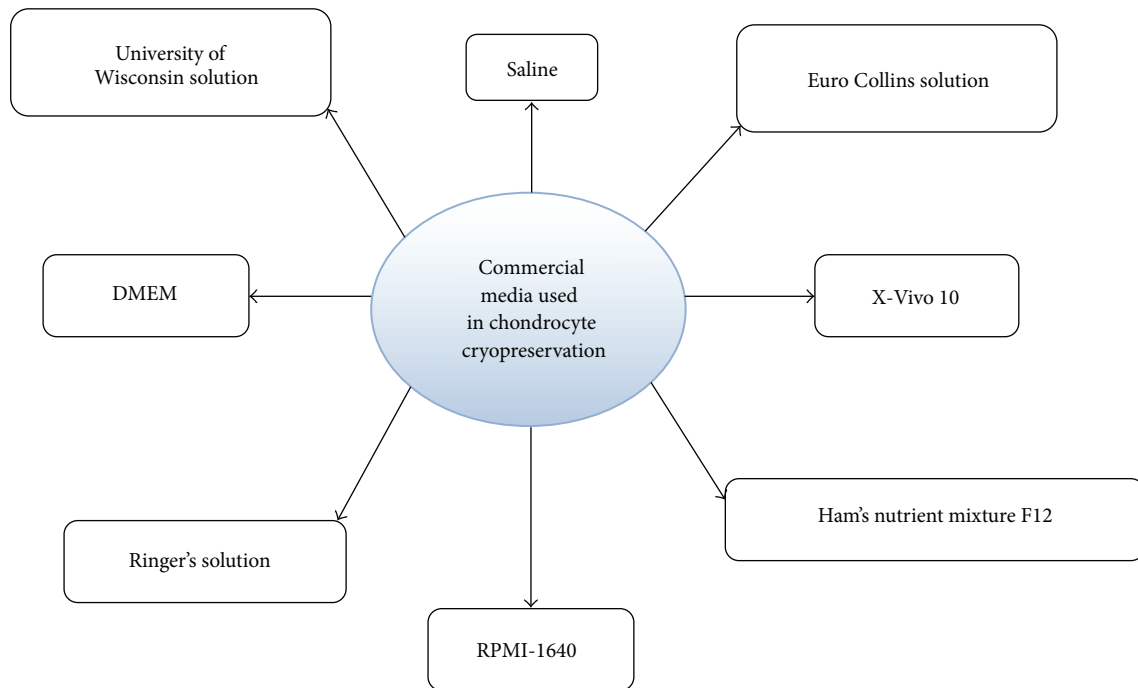 University of
Wisconsin solution
Saline
Euro Collins solution
DMEM
Commercial
media used
in chondrocyte
cryopreservation
X-Vivo 10
Ringer’s solution
Ham’s nutrient mixture F12
RPMI-1640